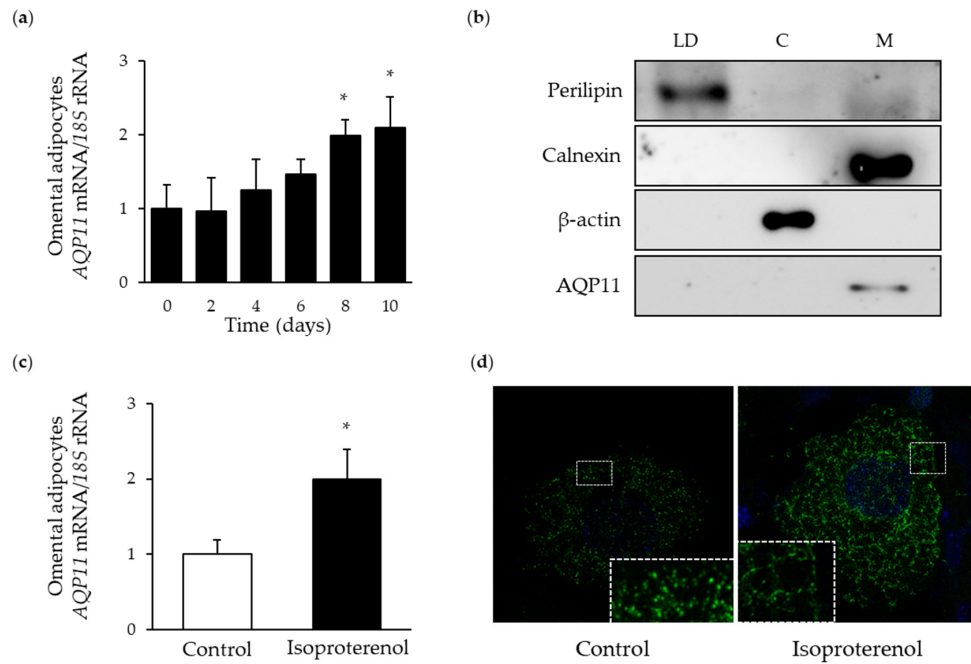 (a)
Omental adipocytes
AQP11 mRNA/18S rRNA
3
2
1
0
*
*
0 2 4 6 8 10
Time (days)
(b)
LD C M
Perilipin
Calnexin
β-actin
AQP11
(c)
Omental adipocytes
AQP11 mRNA/18S rRNA
3
2
1
0
*
Control Isoproterenol
(d)
Control Isoproterenol